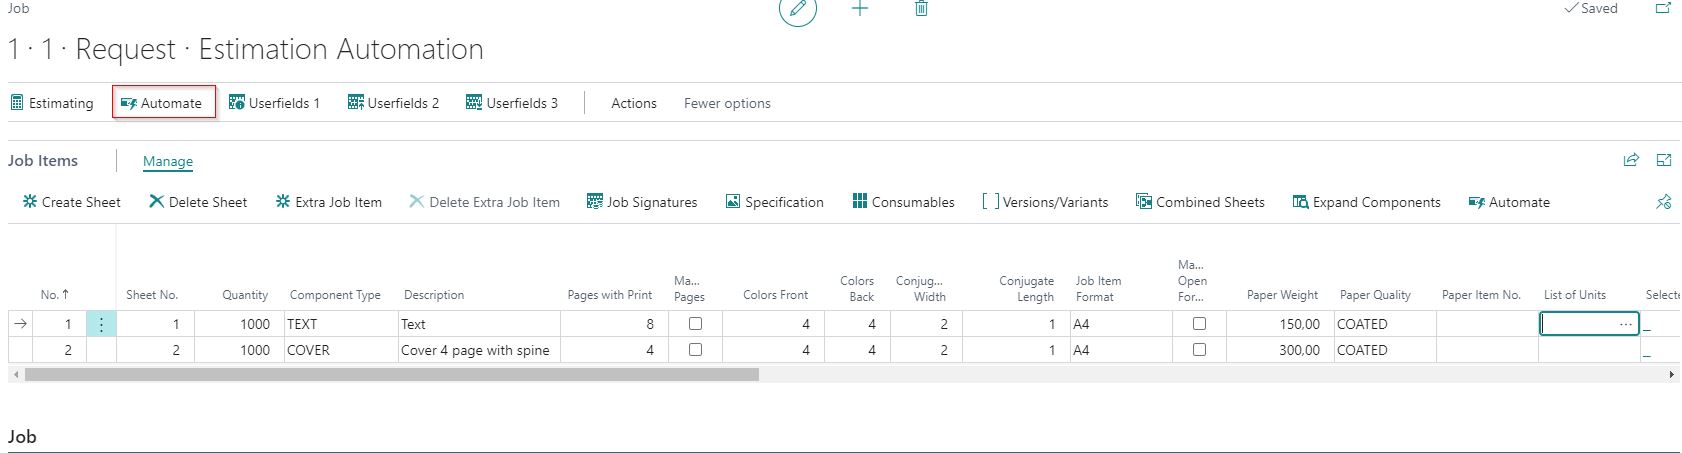 Job
Saved
1 · 1 · Request · Estimation Automation
Estimating Automate Userfields 1 Userfields 2 Userfields 3 Actions Fewer options
Job Items Manage
Create Sheet Delete Sheet Extra Job Item Delete Extra Job Item Job Signatures Specification Consumables Versions/Variants Combined Sheets Expand Components Automate
No. ↑ Sheet No. Quantity Component Type Description Pages with Print Ma... Pages Colors Front Colors Back Conjug... Width Conjugate Length Job Item Format Ma... Open For... Paper Weight Paper Quality Paper Item No. List of Units Selecte
1 1 1000 TEXT Text 8 4 4 2 1 A4 150,00 COATED ... _
2 2 1000 COVER Cover 4 page with spine 4 4 4 2 1 A4 300,00 COATED _
Job